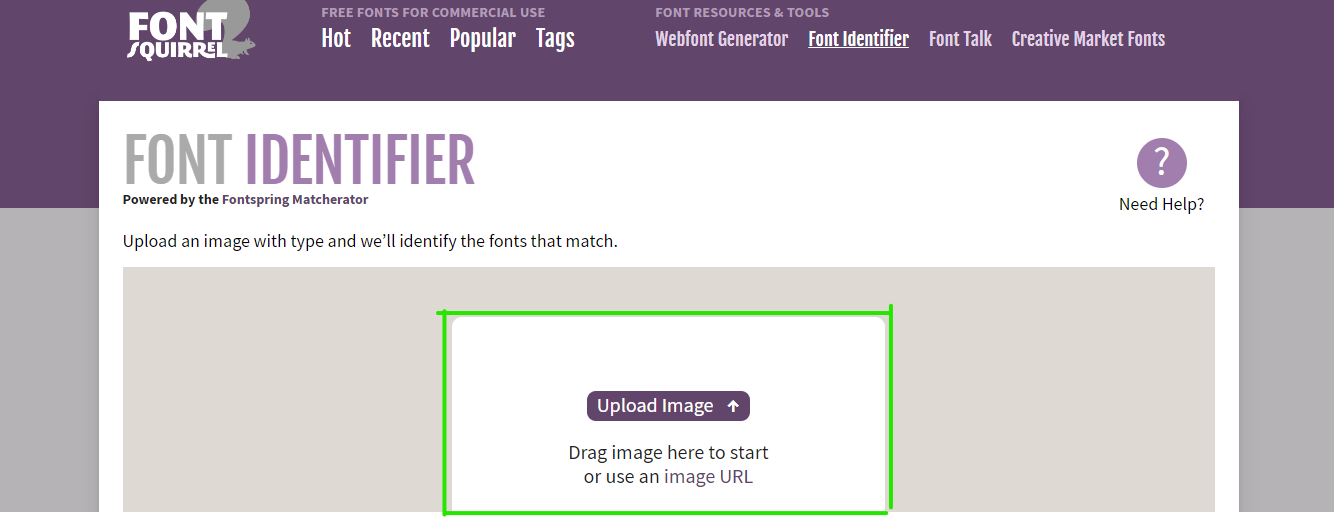 FONT
SQUIRREL
FREE FONTS FOR COMMERCIAL USE
Hot Recent Popular Tags
FONT RESOURCES & TOOLS
Webfont Generator Font Identifier Font Talk Creative Market Fonts
FONT IDENTIFIER
Powered by the Fontspring Matcherator
?
Need Help?
Upload an image with type and we’ll identify the fonts that match.
Upload Image
Drag image here to start
or use an image URL